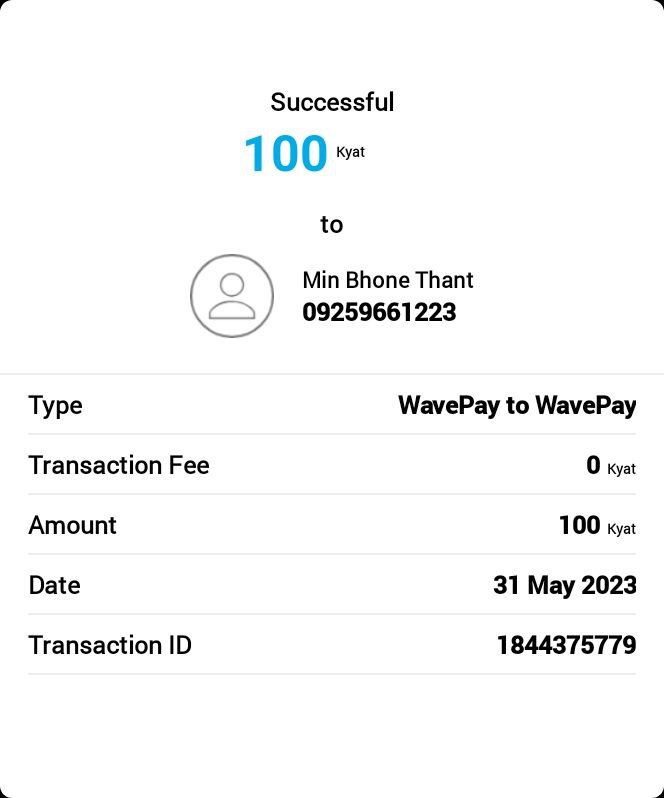 Successful
100 Kyat
to
Min Bhone Thant
09259661223
Type WavePay to WavePay
Transaction Fee 0 Kyat
Amount 100 Kyat
Date 31 May 2023
Transaction ID 1844375779